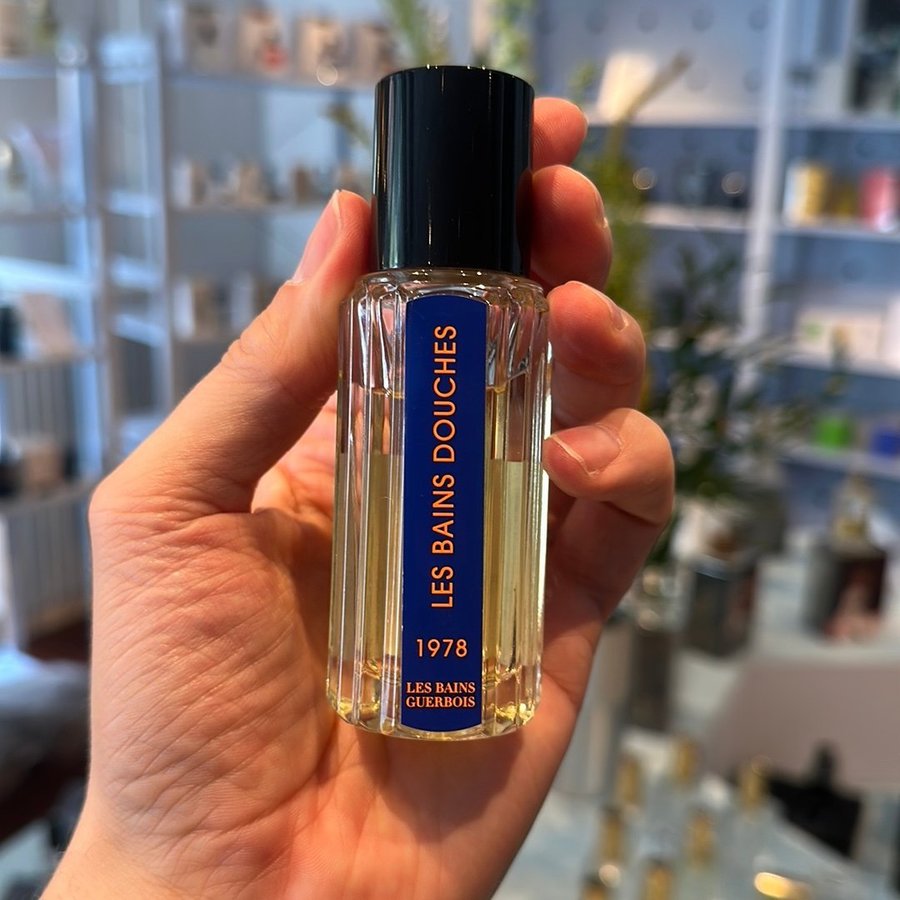 LES BAINS DOUCHES
1978
LES BAINS
GUERBOIS